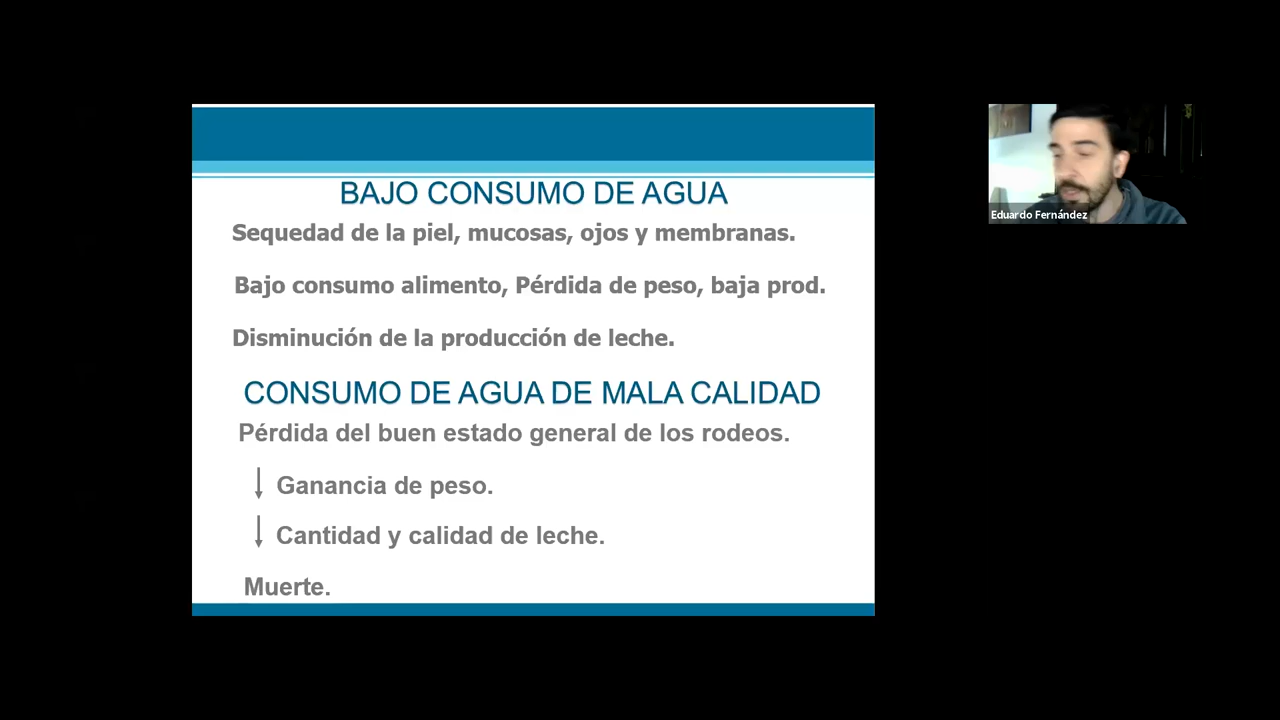 BAJO CONSUMO DE AGUA
Sequedad de la piel, mucosas, ojos y membranas.
Bajo consumo alimento, Pérdida de peso, baja prod.
Disminución de la producción de leche.
CONSUMO DE AGUA DE MALA CALIDAD
Pérdida del buen estado general de los rodeos.
↓ Ganancia de peso.
↓ Cantidad y calidad de leche.
Muerte.
Eduardo Fernández